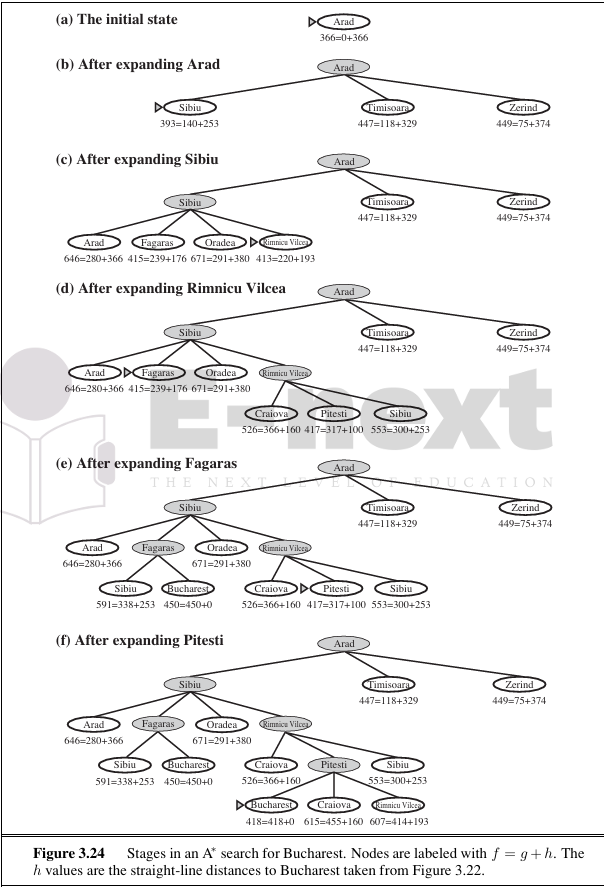 (a) The initial state
Arad
366=0+366
(b) After expanding Arad
Arad
Sibiu Timisoara Zerind
393=140+253 447=118+329 449=75+374
(c) After expanding Sibiu
Arad
Sibiu Timisoara Zerind
447=118+329 449=75+374
Arad Fagaras Oradea Rimnicu Vilcea
646=280+366 415=239+176 671=291+380 413=220+193
(d) After expanding Rimnicu Vilcea
Arad
Sibiu Timisoara Zerind
447=118+329 449=75+374
Arad Fagaras Oradea Rimnicu Vilcea
646=280+366 415=239+176 671=291+380
Craiova Pitesti Sibiu
526=366+160 417=317+100 553=300+253
E-next
THE NEXT LEVEL OF EDUCATION
(e) After expanding Fagaras
Arad
Sibiu Timisoara Zerind
447=118+329 449=75+374
Arad Fagaras Oradea Rimnicu Vilcea
646=280+366 671=291+380
Sibiu Bucharest Craiova Pitesti Sibiu
591=338+253 450=450+0 526=366+160 417=317+100 553=300+253
(f) After expanding Pitesti
Arad
Sibiu Timisoara Zerind
447=118+329 449=75+374
Arad Fagaras Oradea Rimnicu Vilcea
646=280+366 671=291+380
Sibiu Bucharest Craiova Pitesti Sibiu
591=338+253 450=450+0 526=366+160 553=300+253
Bucharest Craiova Rimnicu Vilcea
418=418+0 615=455+160 607=414+193
Figure 3.24 Stages in an A* search for Bucharest. Nodes are labeled with f = g + h. The
h values are the straight-line distances to Bucharest taken from Figure 3.22.